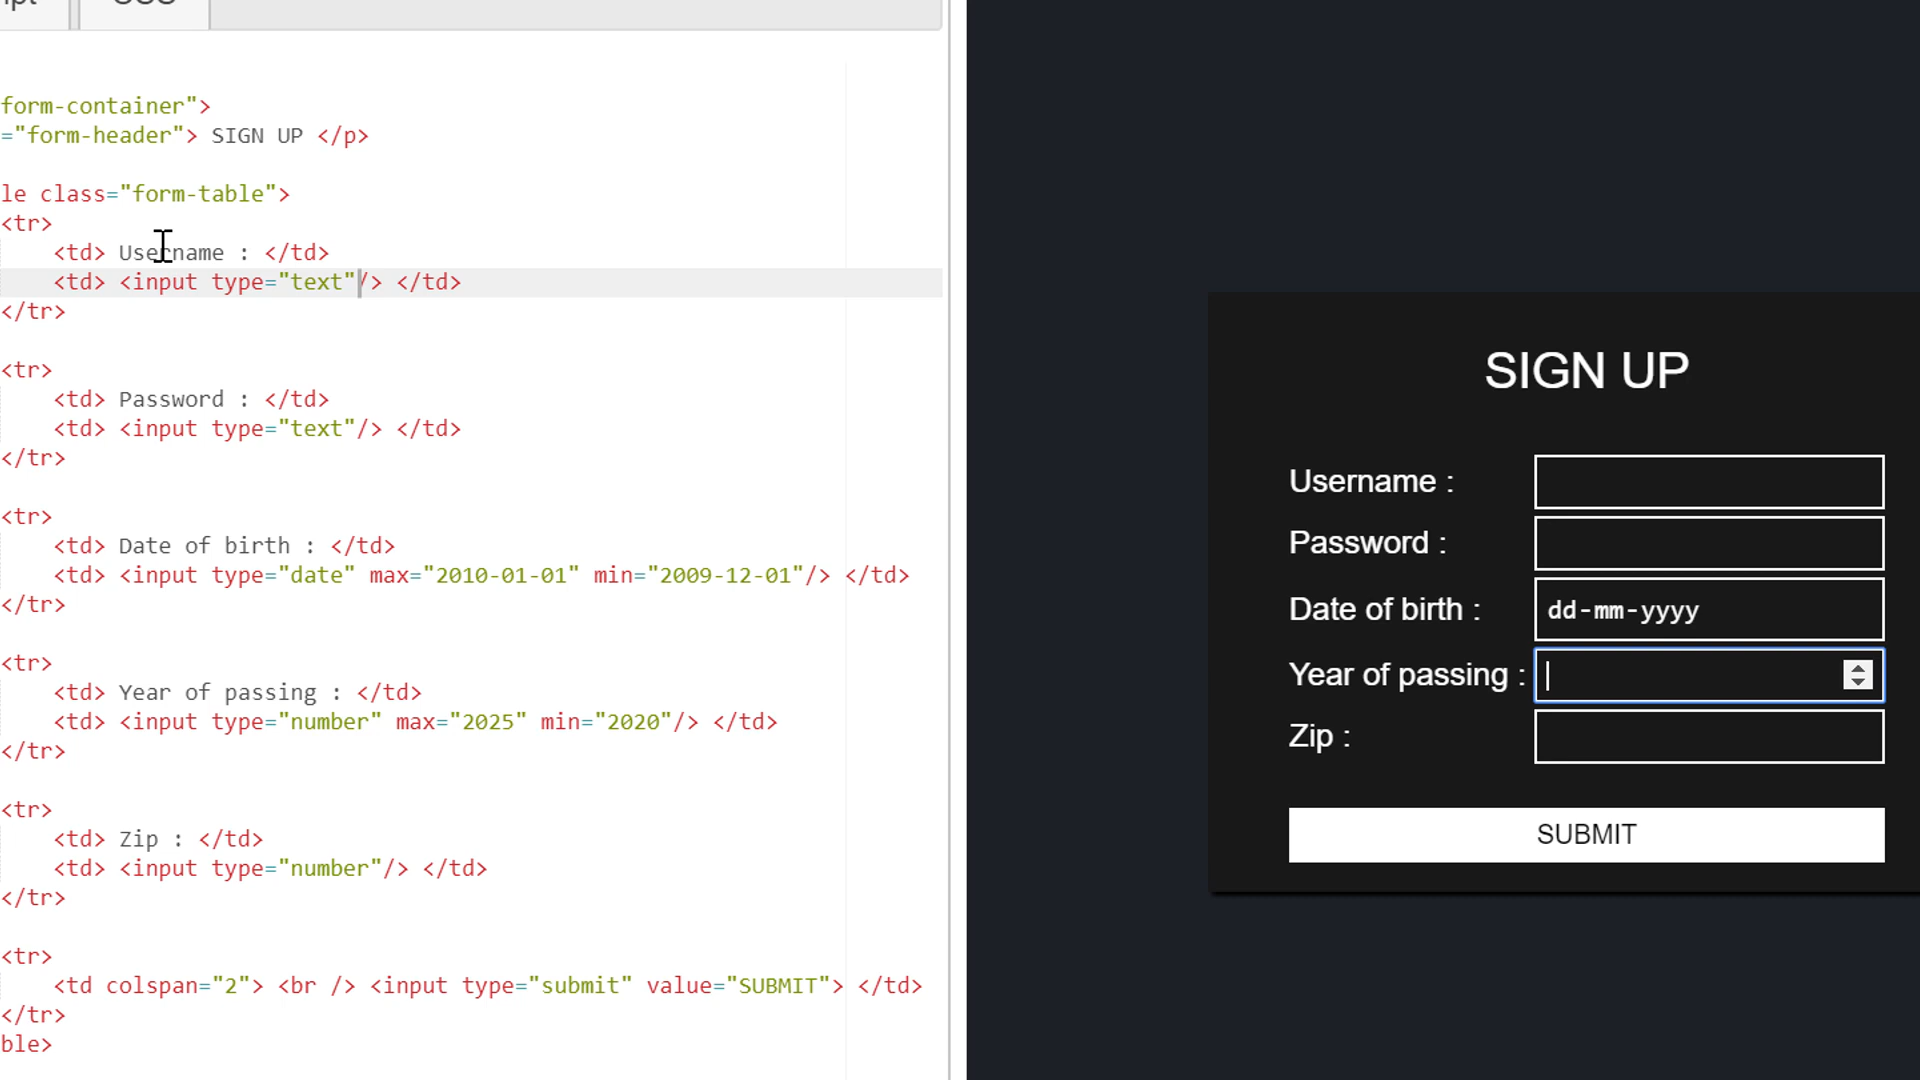 form-container">
="form-header"> SIGN UP </p>
le class="form-table">
<tr>
<td> Username : </td>
<td> <input type="text"/> </td>
</tr>
<tr>
<td> Password : </td>
<td> <input type="text"/> </td>
</tr>
<tr>
<td> Date of birth : </td>
<td> <input type="date" max="2010-01-01" min="2009-12-01"/> </td>
</tr>
<tr>
<td> Year of passing : </td>
<td> <input type="number" max="2025" min="2020"/> </td>
</tr>
<tr>
<td> Zip : </td>
<td> <input type="number"/> </td>
</tr>
<tr>
<td colspan="2"> <br /> <input type="submit" value="SUBMIT"> </td>
</tr>
ble>
SIGN UP
Username :
Password :
Date of birth : dd-mm-yyyy
Year of passing :
Zip :
SUBMIT